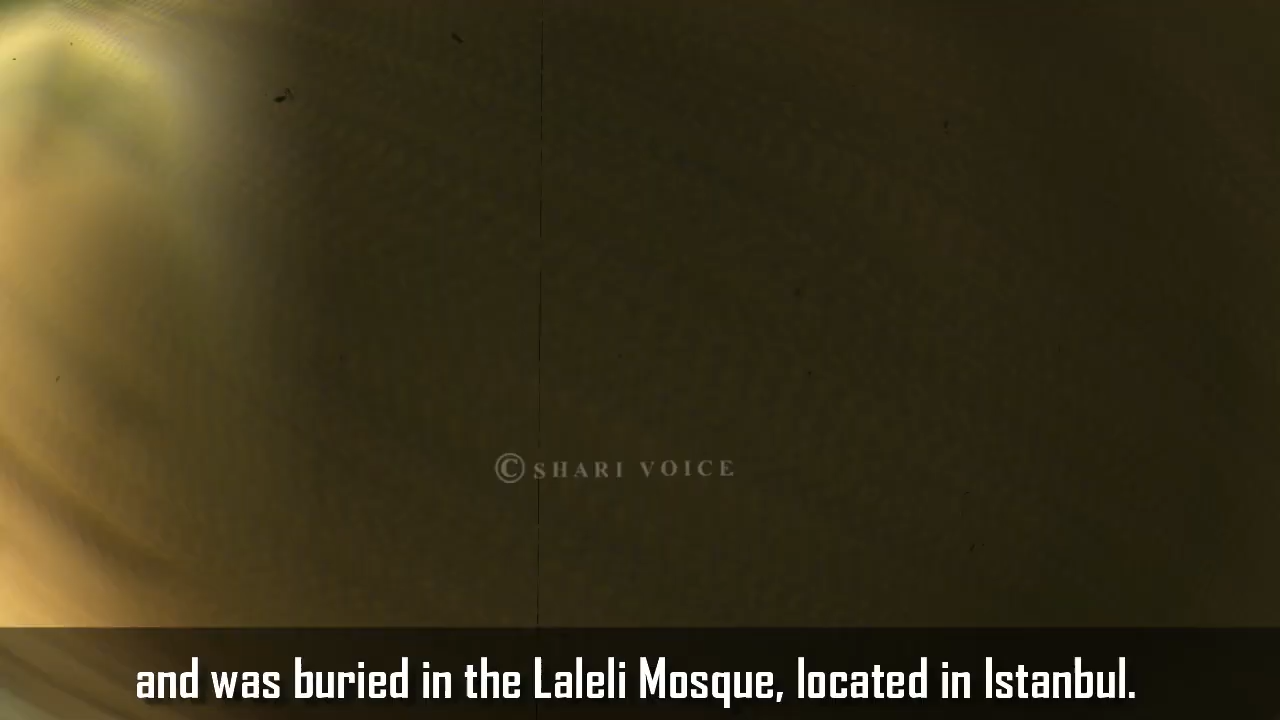 © SHARI VOICE
and was buried in the Laleli Mosque, located in Istanbul.